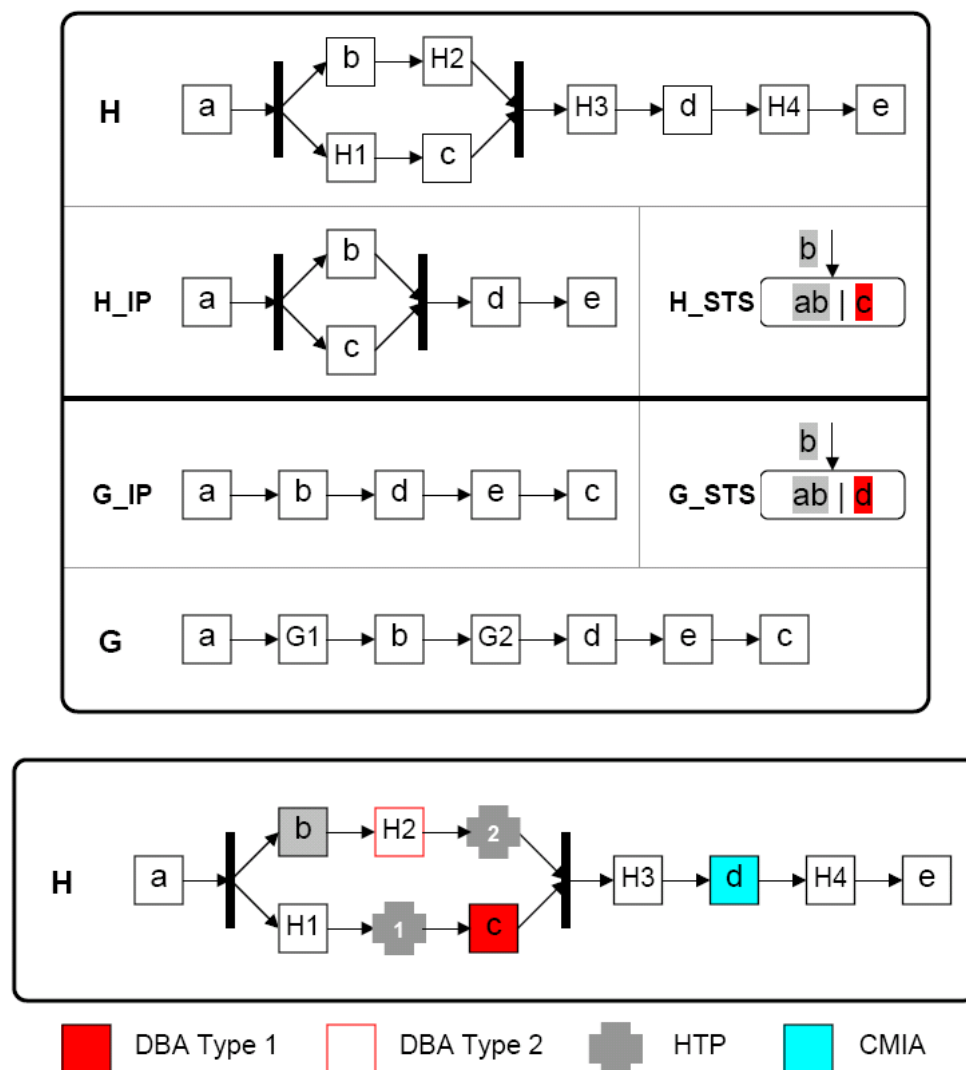 b H2
H a H3 d H4 e
H1 c
b b
H_IP a d e H_STS ab | c
c
b
G_IP a b d e c G_STS ab | d
G a G1 b G2 d e c
b H2 2
H a H3 d H4 e
H1 1 c
DBA Type 1 DBA Type 2 HTP CMIA